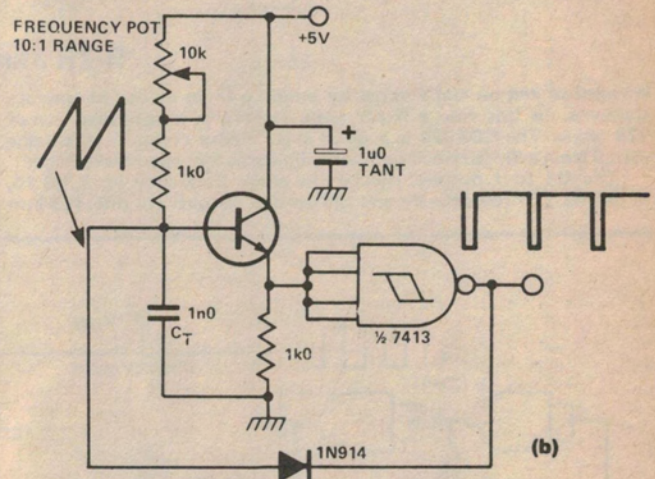 FREQUENCY POT
10:1 RANGE
10k
+5V
+
1u0
TANT
1k0
1n0
CT
1k0
½ 7413
1N914
(b)